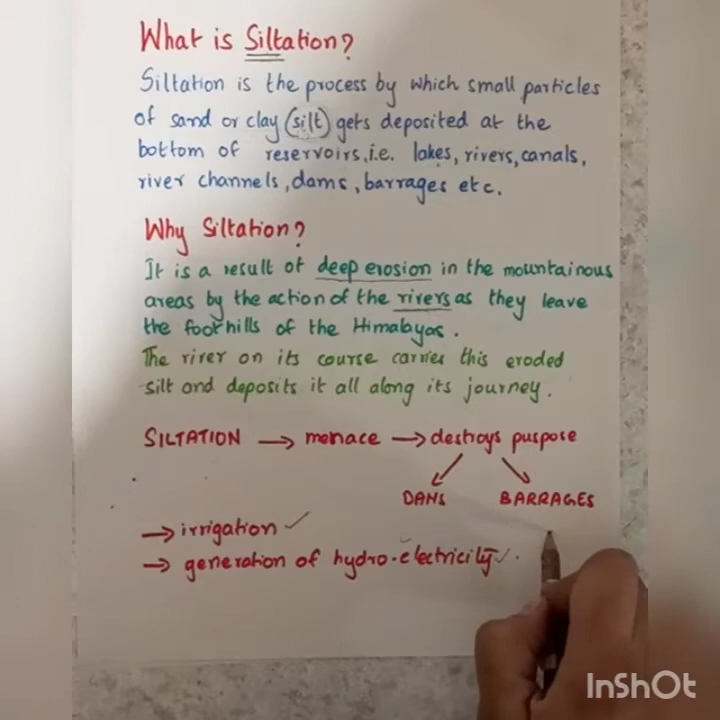 What is Siltation?
Siltation is the process by which small particles
of sand or clay (silt) gets deposited at the
bottom of reservoirs, i.e. lakes, rivers, canals,
river channels, dams, barrages etc.
Why Siltation?
It is a result of deep erosion in the mountainous
areas by the action of the rivers as they leave
the foothills of the Himalayas.
The river on its course carries this eroded
silt and deposits it all along its journey.
SILTATION → menace → destroys puspose
DANS BARRAGES
→ irrigation ✓
→ generation of hydro-electricity ✓.
InShOt